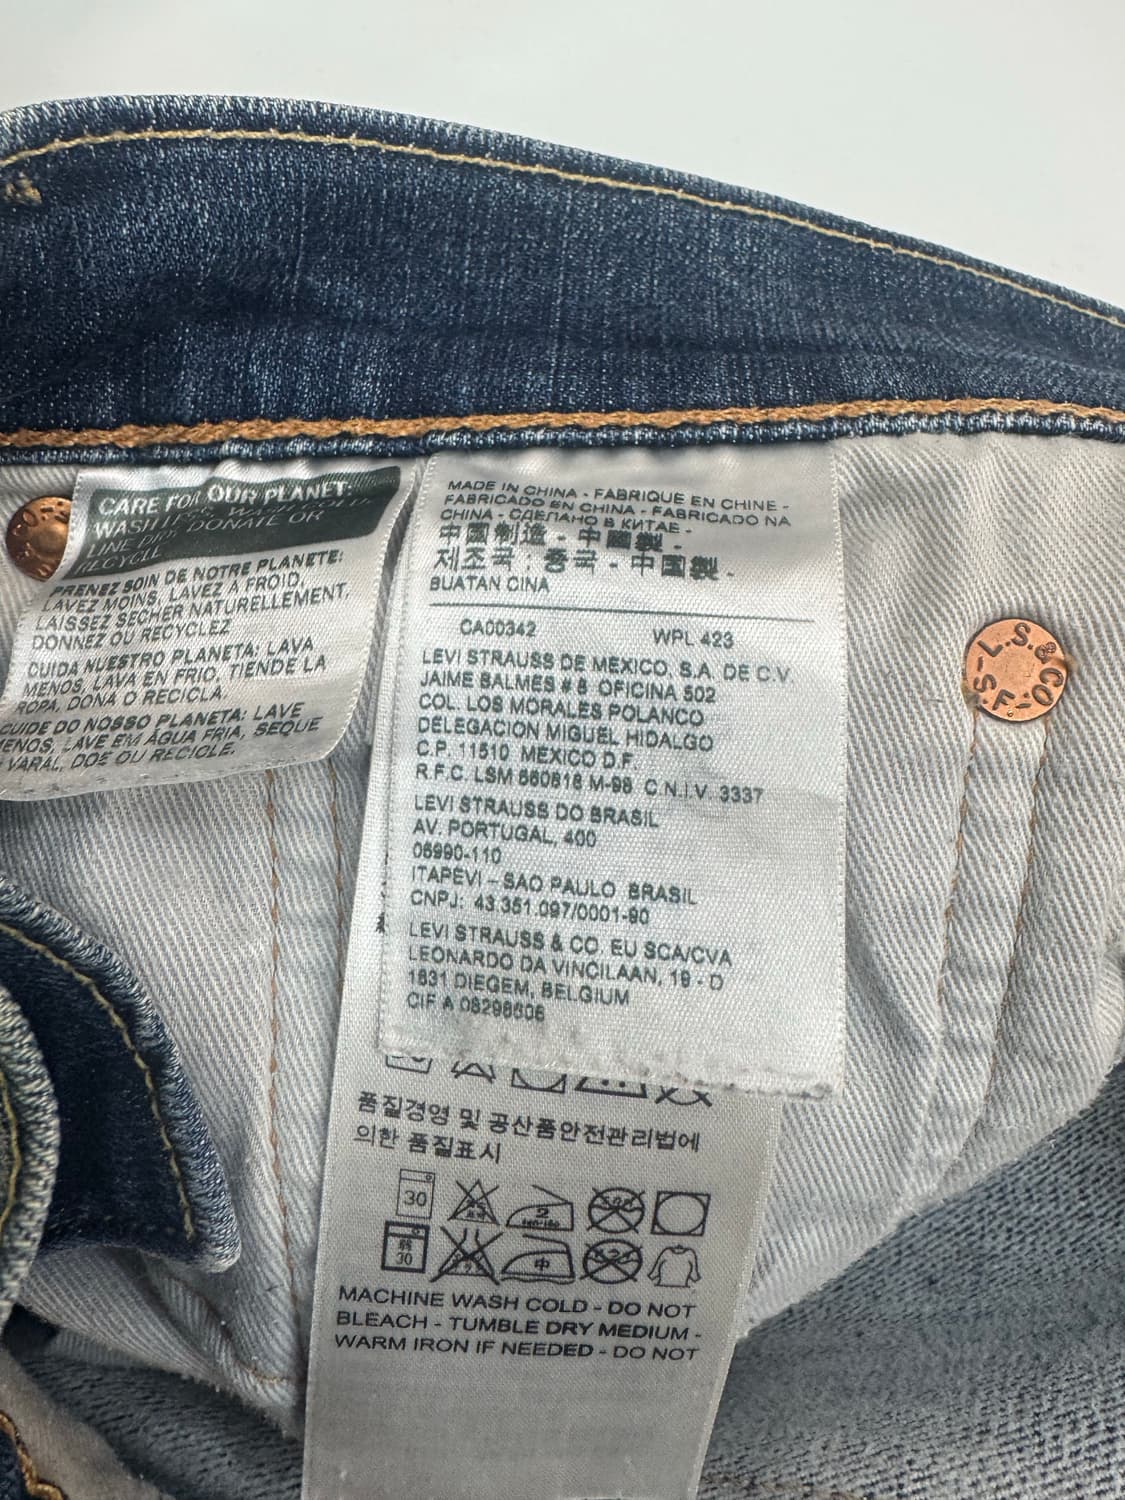 CARE FOR OUR PLANET:
LINE DRY, DONATE OR
RECYCLE
PRENEZ SOIN DE NOTRE PLANETE:
LAVEZ MOINS, LAVEZ A FROID,
LAISSEZ SECHER NATURELLEMENT,
DONNEZ OU RECYCLEZ
CUIDA NUESTRO PLANETA: LAVA
MENOS, LAVA EN FRIO, TIENDE LA
ROPA, DONA O RECICLA.
CUIDE DO NOSSO PLANETA: LAVE
MENOS, LAVE EM ÁGUA FRIA, SEQUE
VARAL, DOE OU RECICLE.
MADE IN CHINA - FABRIQUE EN CHINE -
FABRICADO EN CHINA - FABRICADO NA
CHINA - СДЕЛАНО В КИТАЕ -
中国制造 - 中國製 -
제조국 : 중국 - 中国製 -
BUATAN CINA
CA00342 WPL 423
LEVI STRAUSS DE MEXICO, S.A. DE C.V
JAIME BALMES # 8 OFICINA 502
COL. LOS MORALES POLANCO
DELEGACION MIGUEL HIDALGO
C.P. 11510 MEXICO D.F.
R.F.C. LSM 860818 M-98 C.N.I.V. 3337
LEVI STRAUSS DO BRASIL
AV. PORTUGAL, 400
06990-110
ITAPEVI – SAO PAULO BRASIL
CNPJ: 43.351.097/0001-90
LEVI STRAUSS & CO. EU SCA/CVA
LEONARDO DA VINCILAAN, 19 - D
1831 DIEGEM, BELGIUM
CIF A 08298606
L.S.&CO.
-S.F.-
품질경영 및 공산품안전관리법에
의한 품질표시
30 2
30 中
MACHINE WASH COLD - DO NOT
BLEACH - TUMBLE DRY MEDIUM -
WARM IRON IF NEEDED - DO NOT